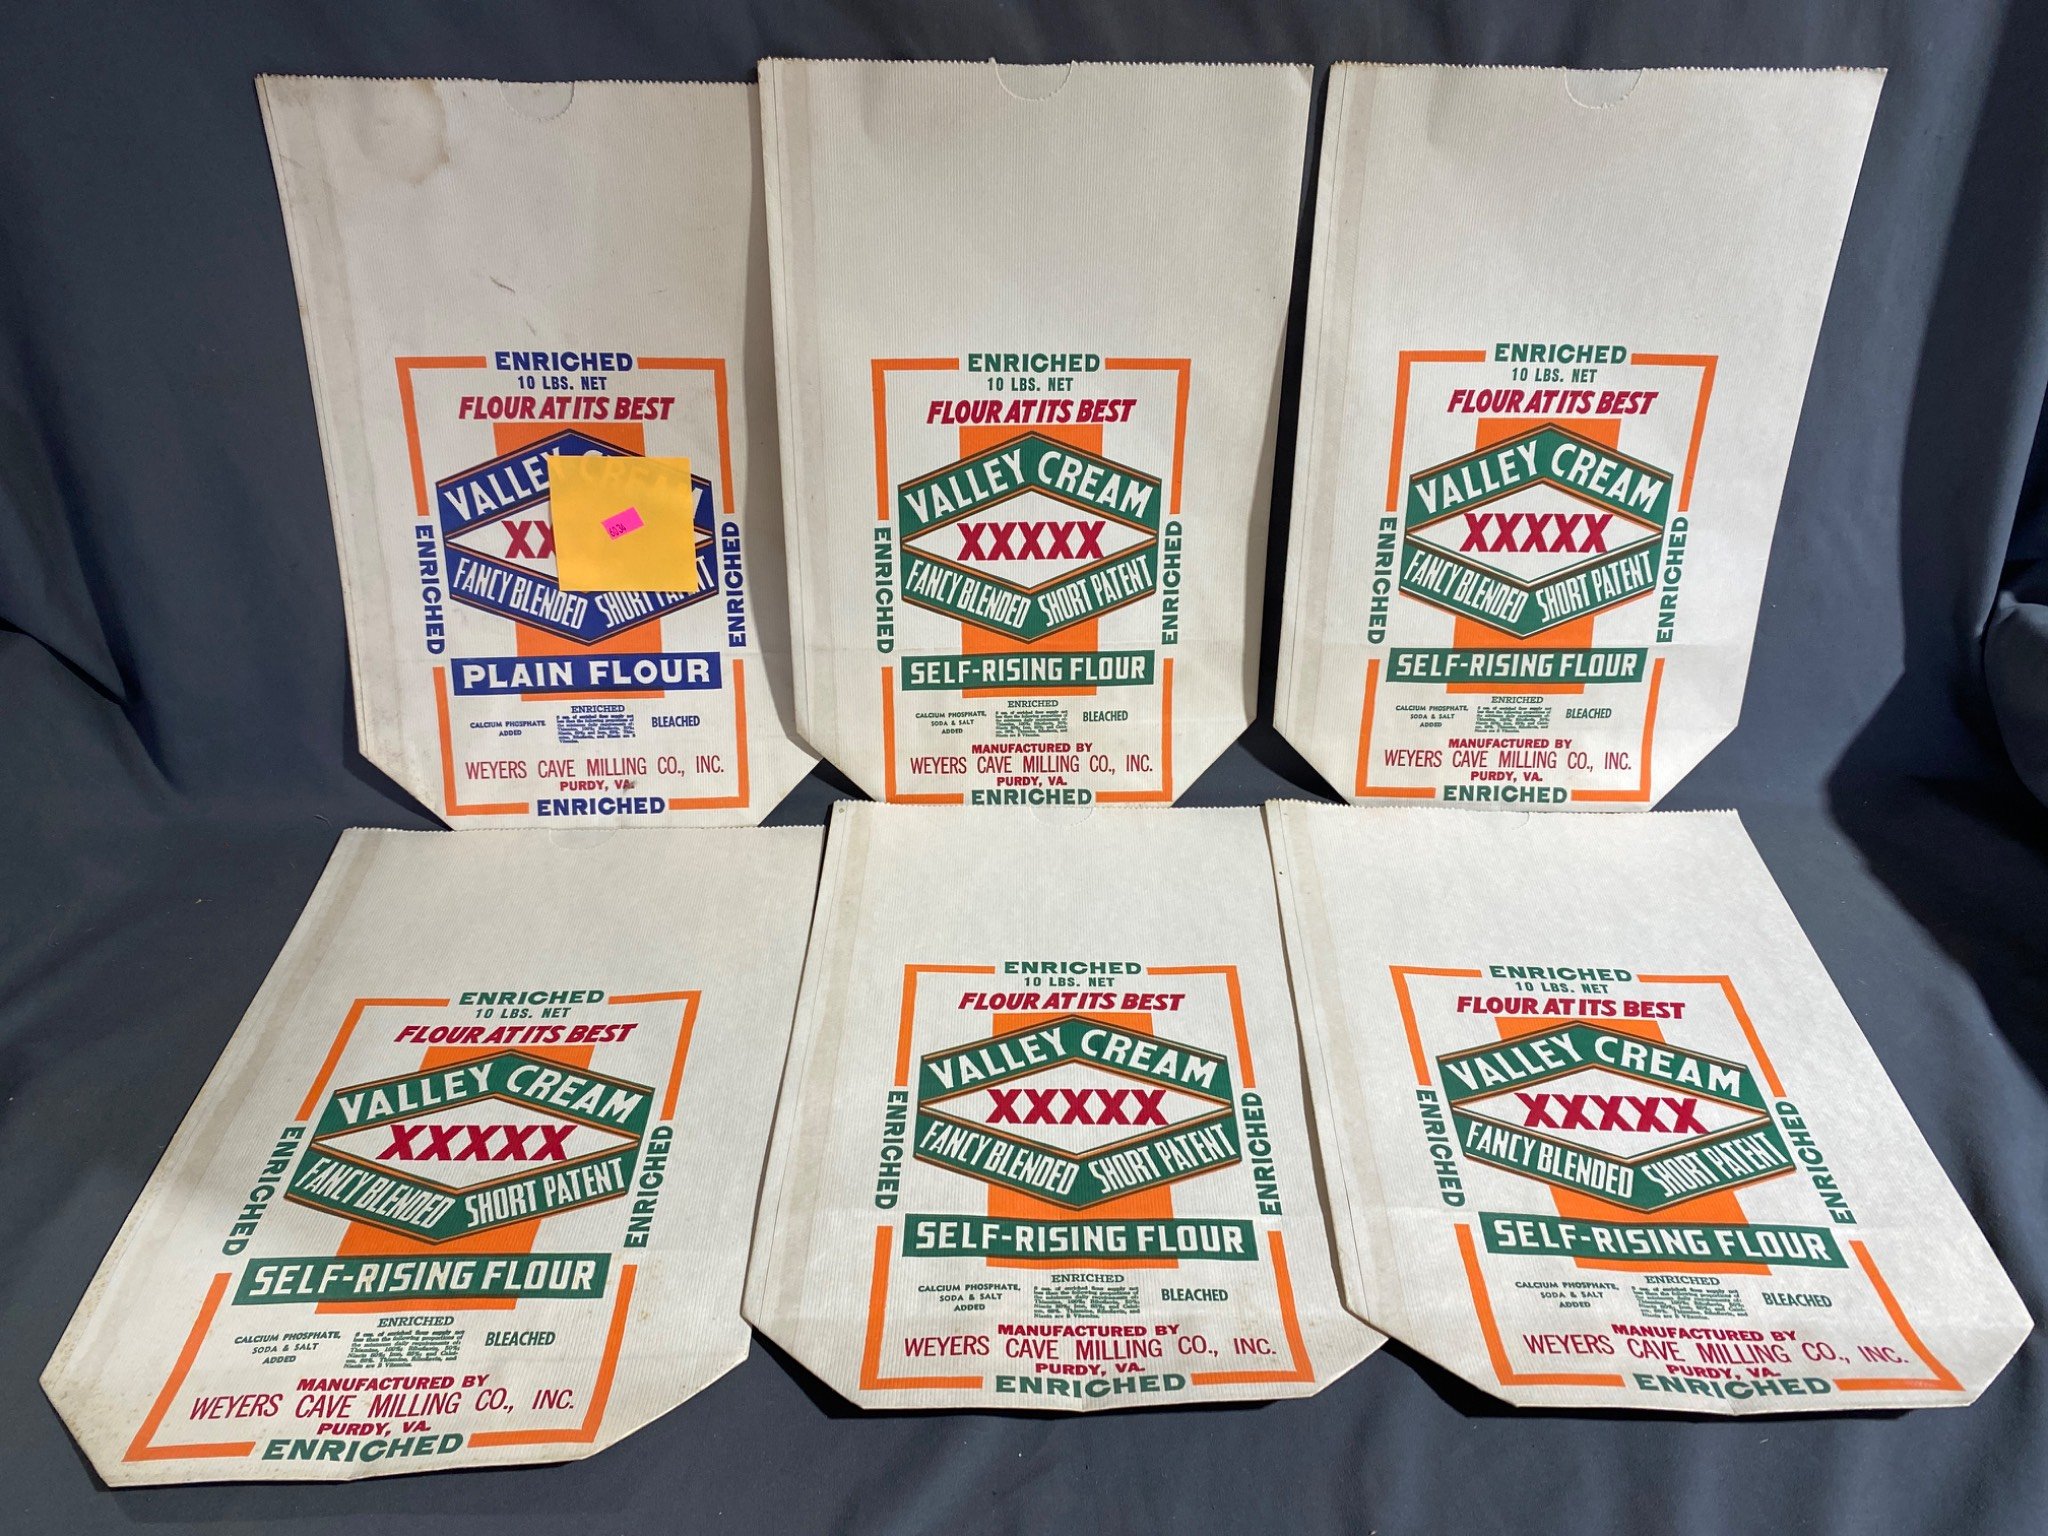 ENRICHED
10 LBS. NET
FLOUR AT ITS BEST
VALLEY CREAM
XX
FANCY BLENDED SHORT PATENT
ENRICHED
ENRICHED
PLAIN FLOUR
CALCIUM PHOSPHATE,
SODA & SALT
ADDED
ENRICHED
BLEACHED
WEYERS CAVE MILLING CO., INC.
PURDY, VA.
ENRICHED
6034
ENRICHED
10 LBS. NET
FLOUR AT ITS BEST
VALLEY CREAM
XXXXX
FANCY BLENDED SHORT PATENT
ENRICHED
ENRICHED
SELF-RISING FLOUR
CALCIUM PHOSPHATE,
SODA & SALT
ADDED
ENRICHED
BLEACHED
MANUFACTURED BY
WEYERS CAVE MILLING CO., INC.
PURDY, VA.
ENRICHED
ENRICHED
10 LBS. NET
FLOUR AT ITS BEST
VALLEY CREAM
XXXXX
FANCY BLENDED SHORT PATENT
ENRICHED
ENRICHED
SELF-RISING FLOUR
CALCIUM PHOSPHATE,
SODA & SALT
ADDED
ENRICHED
BLEACHED
MANUFACTURED BY
WEYERS CAVE MILLING CO., INC.
PURDY, VA.
ENRICHED
ENRICHED
10 LBS. NET
FLOUR AT ITS BEST
VALLEY CREAM
XXXXX
FANCY BLENDED SHORT PATENT
ENRICHED
ENRICHED
SELF-RISING FLOUR
CALCIUM PHOSPHATE,
SODA & SALT
ADDED
ENRICHED
BLEACHED
MANUFACTURED BY
WEYERS CAVE MILLING CO., INC.
PURDY, VA.
ENRICHED
ENRICHED
10 LBS. NET
FLOUR AT ITS BEST
VALLEY CREAM
XXXXX
FANCY BLENDED SHORT PATENT
ENRICHED
ENRICHED
SELF-RISING FLOUR
CALCIUM PHOSPHATE,
SODA & SALT
ADDED
ENRICHED
BLEACHED
MANUFACTURED BY
WEYERS CAVE MILLING CO., INC.
PURDY, VA.
ENRICHED
ENRICHED
10 LBS. NET
FLOUR AT ITS BEST
VALLEY CREAM
XXXXX
FANCY BLENDED SHORT PATENT
ENRICHED
ENRICHED
SELF-RISING FLOUR
CALCIUM PHOSPHATE,
SODA & SALT
ADDED
ENRICHED
BLEACHED
MANUFACTURED BY
WEYERS CAVE MILLING CO., INC.
PURDY, VA.
ENRICHED